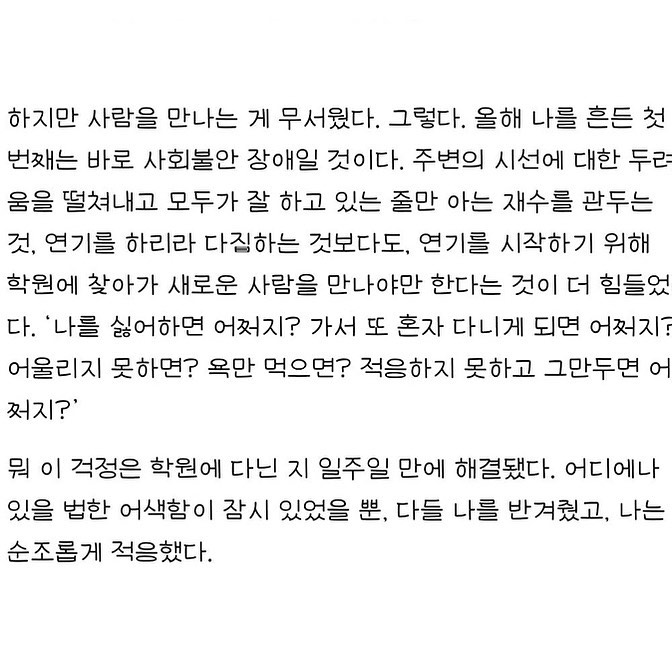 하지만 사람을 만나는 게 무서웠다. 그렇다. 올해 나를 흔든 첫
번째는 바로 사회불안 장애일 것이다. 주변의 시선에 대한 두려
움을 떨쳐내고 모두가 잘 하고 있는 줄만 아는 재수를 관두는
것, 연기를 하리라 다짐하는 것보다도, 연기를 시작하기 위해
학원에 찾아가 새로운 사람을 만나야만 한다는 것이 더 힘들었
다. ‘나를 싫어하면 어쩌지? 가서 또 혼자 다니게 되면 어쩌지?
어울리지 못하면? 욕만 먹으면? 적응하지 못하고 그만두면 어
쩌지?’
뭐 이 걱정은 학원에 다닌 지 일주일 만에 해결됐다. 어디에나
있을 법한 어색함이 잠시 있었을 뿐, 다들 나를 반겨줬고, 나는
순조롭게 적응했다.